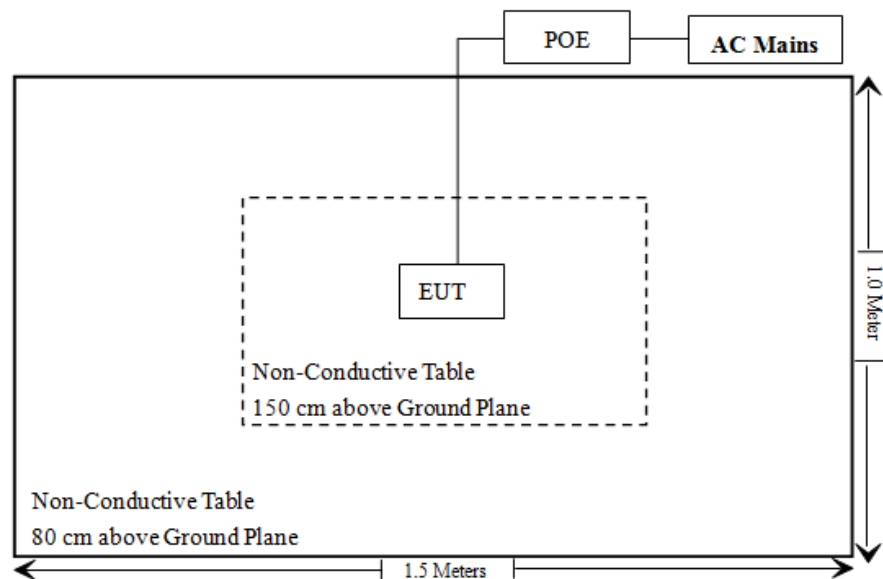 POE
AC Mains
EUT
1.0 Meter
Non-Conductive Table
150 cm above Ground Plane
Non-Conductive Table
80 cm above Ground Plane
1.5 Meters